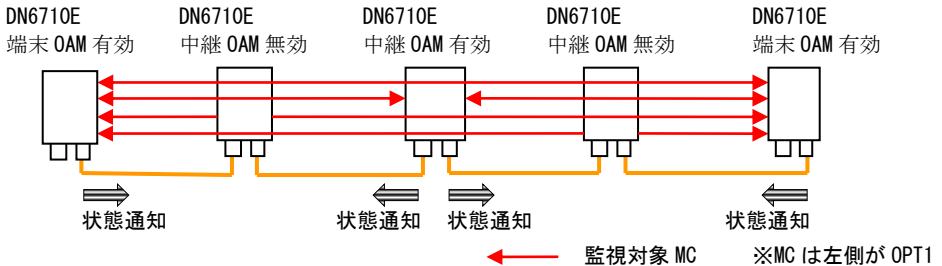 DN6710E DN6710E DN6710E DN6710E DN6710E
端末 OAM 有効 中継 OAM 無効 中継 OAM 有効 中継 OAM 無効 端末 OAM 有効
状態通知 状態通知 状態通知 状態通知
監視対象 MC ※MC は左側が OPT1